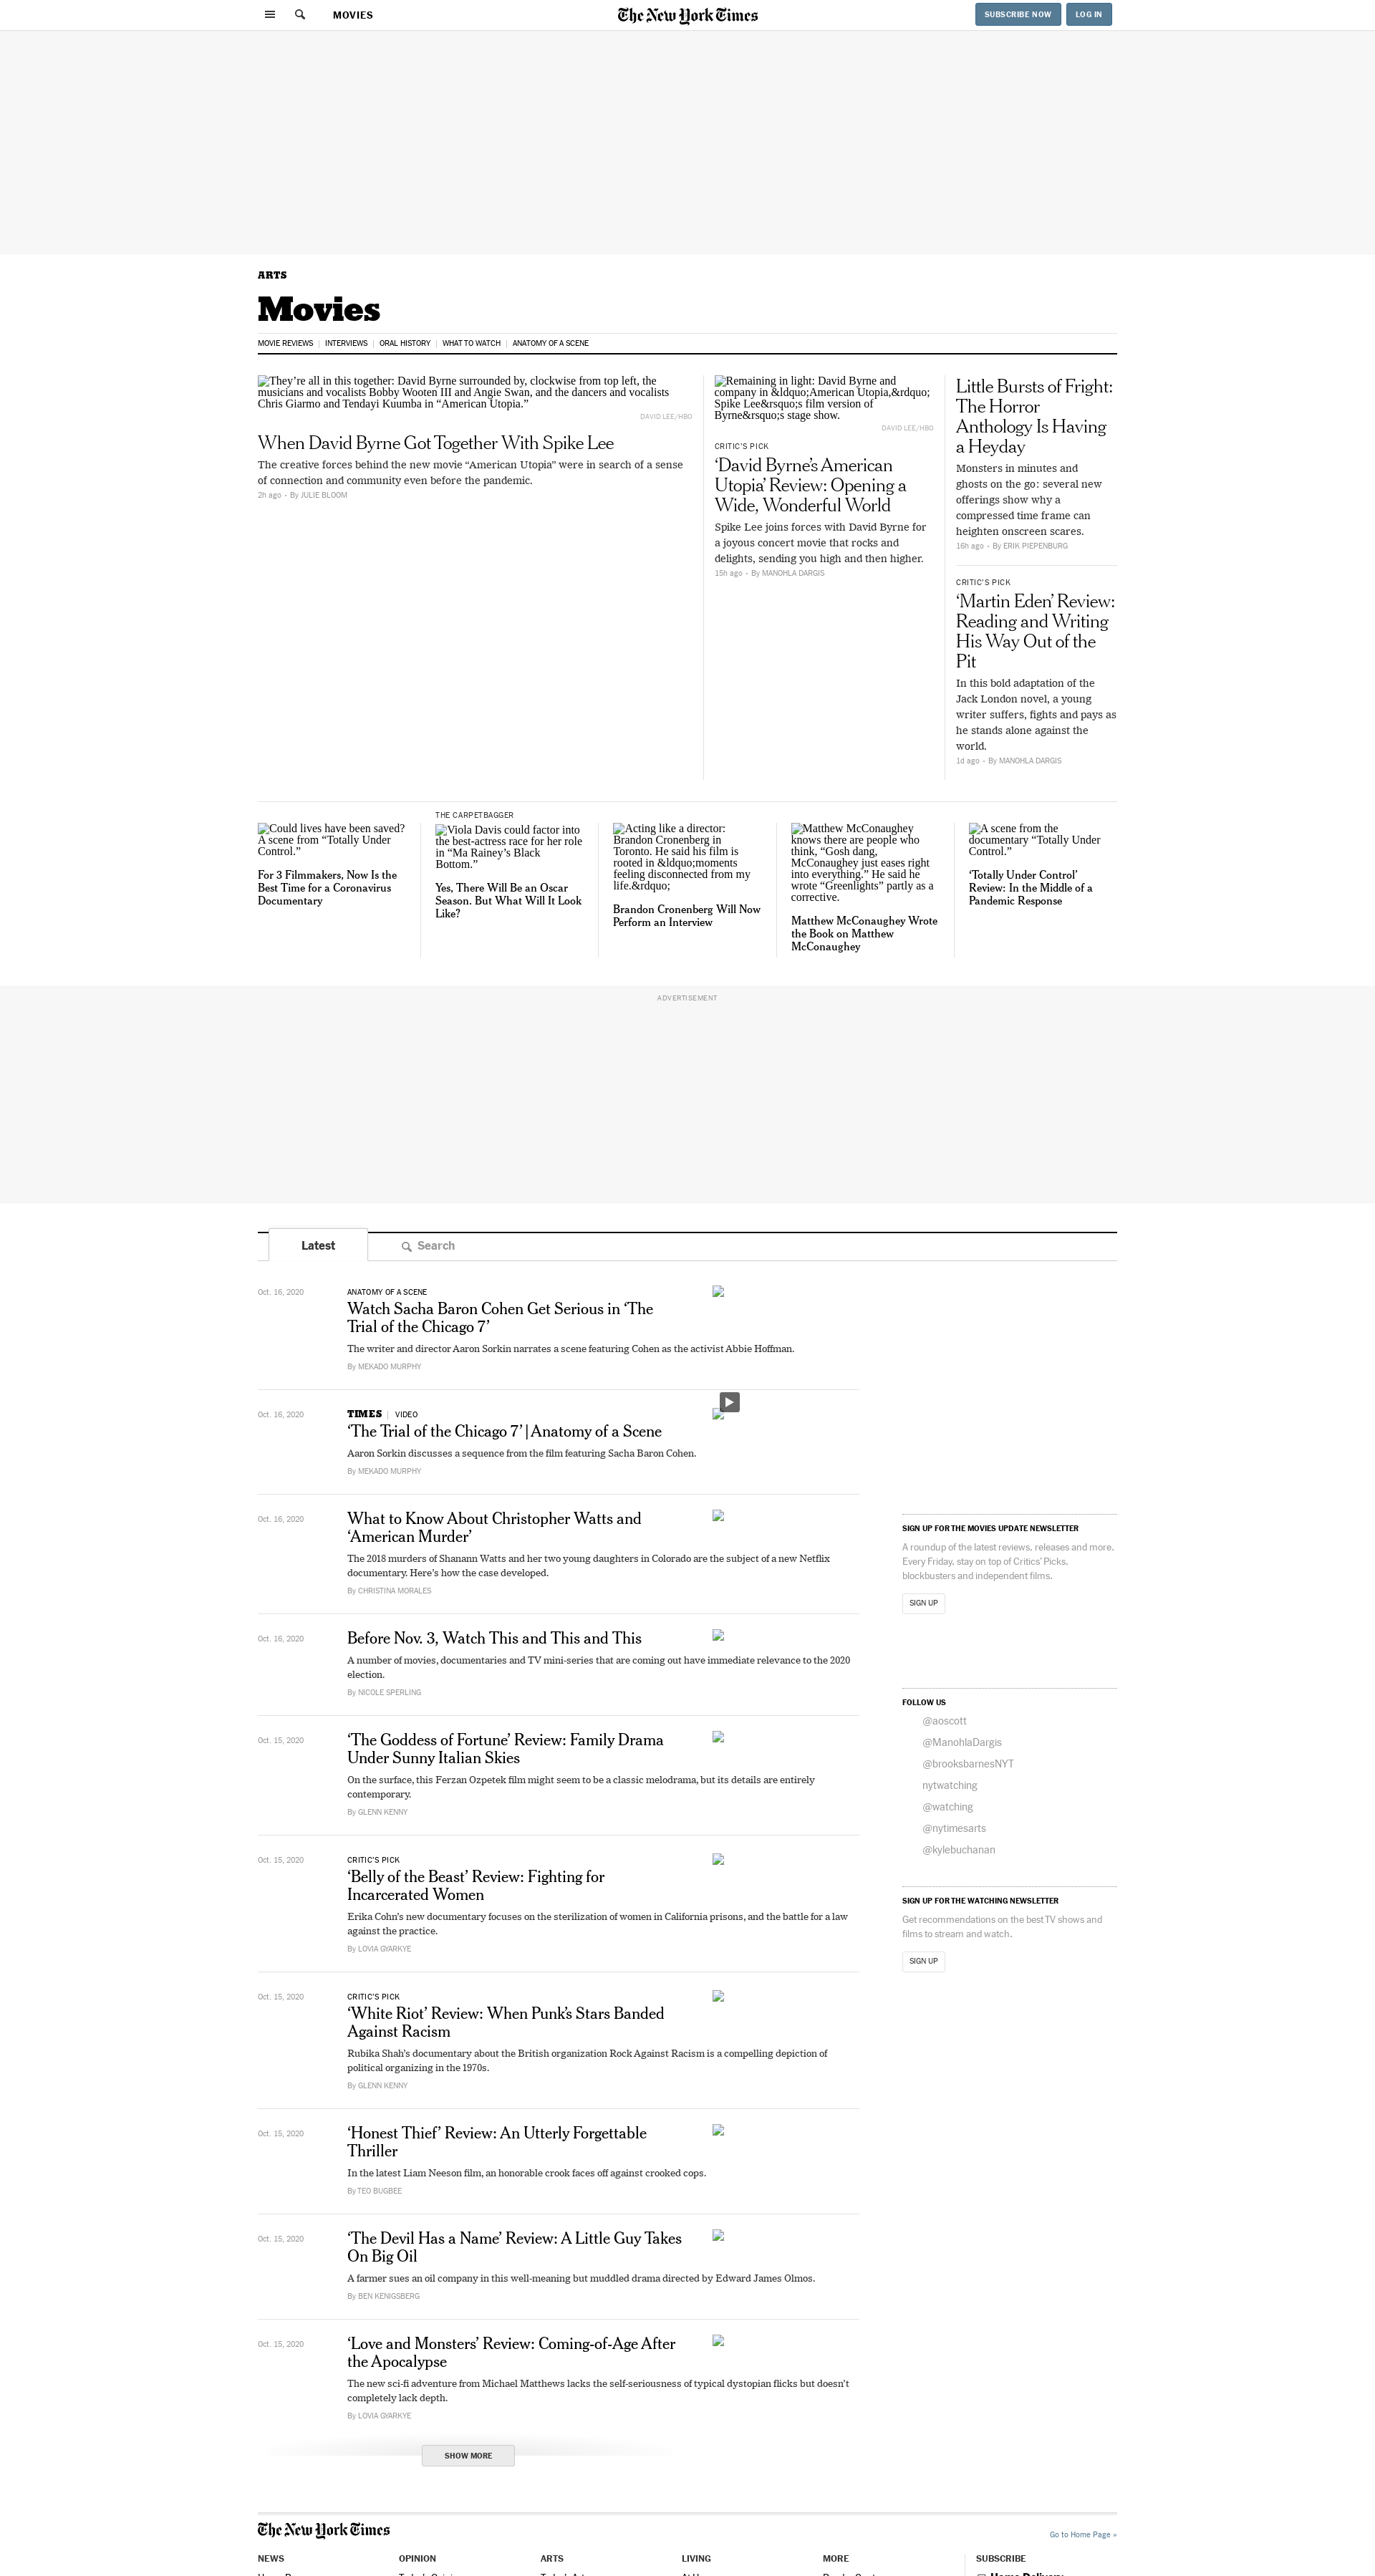 MOVIES
The New York Times
SUBSCRIBE NOW
LOG IN
ARTS
Movies
MOVIE REVIEWS
INTERVIEWS
ORAL HISTORY
WHAT TO WATCH
ANATOMY OF A SCENE
They’re all in this together: David Byrne surrounded by, clockwise from top left, the
musicians and vocalists Bobby Wooten III and Angie Swan, and the dancers and vocalists
Chris Giarmo and Tendayi Kuumba in “American Utopia.”
DAVID LEE/HBO
When David Byrne Got Together With Spike Lee
The creative forces behind the new movie “American Utopia” were in search of a sense
of connection and community even before the pandemic.
2h ago • By JULIE BLOOM
Remaining in light: David Byrne and
company in &ldquo;American Utopia,&rdquo;
Spike Lee&rsquo;s film version of
Byrne&rsquo;s stage show.
DAVID LEE/HBO
CRITIC’S PICK
‘David Byrne’s American
Utopia’ Review: Opening a
Wide, Wonderful World
Spike Lee joins forces with David Byrne for
a joyous concert movie that rocks and
delights, sending you high and then higher.
15h ago • By MANOHLA DARGIS
Little Bursts of Fright:
The Horror
Anthology Is Having
a Heyday
Monsters in minutes and
ghosts on the go: several new
offerings show why a
compressed time frame can
heighten onscreen scares.
16h ago • By ERIK PIEPENBURG
CRITIC’S PICK
‘Martin Eden’ Review:
Reading and Writing
His Way Out of the
Pit
In this bold adaptation of the
Jack London novel, a young
writer suffers, fights and pays as
he stands alone against the
world.
1d ago • By MANOHLA DARGIS
Could lives have been saved?
A scene from “Totally Under
Control.”
For 3 Filmmakers, Now Is the
Best Time for a Coronavirus
Documentary
THE CARPETBAGGER
Viola Davis could factor into
the best-actress race for her role
in “Ma Rainey’s Black
Bottom.”
Yes, There Will Be an Oscar
Season. But What Will It Look
Like?
Acting like a director:
Brandon Cronenberg in
Toronto. He said his film is
rooted in &ldquo;moments
feeling disconnected from my
life.&rdquo;
Brandon Cronenberg Will Now
Perform an Interview
Matthew McConaughey
knows there are people who
think, “Gosh dang,
McConaughey just eases right
into everything.” He said he
wrote “Greenlights” partly as a
corrective.
Matthew McConaughey Wrote
the Book on Matthew
McConaughey
A scene from the
documentary “Totally Under
Control.”
‘Totally Under Control’
Review: In the Middle of a
Pandemic Response
ADVERTISEMENT
Latest
Search
Oct. 16, 2020
ANATOMY OF A SCENE
Watch Sacha Baron Cohen Get Serious in ‘The
Trial of the Chicago 7’
The writer and director Aaron Sorkin narrates a scene featuring Cohen as the activist Abbie Hoffman.
By MEKADO MURPHY
Oct. 16, 2020
TIMES | VIDEO
‘The Trial of the Chicago 7’ | Anatomy of a Scene
Aaron Sorkin discusses a sequence from the film featuring Sacha Baron Cohen.
By MEKADO MURPHY
Oct. 16, 2020
What to Know About Christopher Watts and
‘American Murder’
The 2018 murders of Shanann Watts and her two young daughters in Colorado are the subject of a new Netflix
documentary. Here’s how the case developed.
By CHRISTINA MORALES
Oct. 16, 2020
Before Nov. 3, Watch This and This and This
A number of movies, documentaries and TV mini-series that are coming out have immediate relevance to the 2020
election.
By NICOLE SPERLING
Oct. 15, 2020
‘The Goddess of Fortune’ Review: Family Drama
Under Sunny Italian Skies
On the surface, this Ferzan Ozpetek film might seem to be a classic melodrama, but its details are entirely
contemporary.
By GLENN KENNY
Oct. 15, 2020
CRITIC’S PICK
‘Belly of the Beast’ Review: Fighting for
Incarcerated Women
Erika Cohn’s new documentary focuses on the sterilization of women in California prisons, and the battle for a law
against the practice.
By LOVIA GYARKYE
Oct. 15, 2020
CRITIC’S PICK
‘White Riot’ Review: When Punk’s Stars Banded
Against Racism
Rubika Shah’s documentary about the British organization Rock Against Racism is a compelling depiction of
political organizing in the 1970s.
By GLENN KENNY
Oct. 15, 2020
‘Honest Thief’ Review: An Utterly Forgettable
Thriller
In the latest Liam Neeson film, an honorable crook faces off against crooked cops.
By TEO BUGBEE
Oct. 15, 2020
‘The Devil Has a Name’ Review: A Little Guy Takes
On Big Oil
A farmer sues an oil company in this well-meaning but muddled drama directed by Edward James Olmos.
By BEN KENIGSBERG
Oct. 15, 2020
‘Love and Monsters’ Review: Coming-of-Age After
the Apocalypse
The new sci-fi adventure from Michael Matthews lacks the self-seriousness of typical dystopian flicks but doesn’t
completely lack depth.
By LOVIA GYARKYE
SHOW MORE
SIGN UP FOR THE MOVIES UPDATE NEWSLETTER
A roundup of the latest reviews, releases and more.
Every Friday, stay on top of Critics’ Picks,
blockbusters and independent films.
SIGN UP
FOLLOW US
@aoscott
@ManohlaDargis
@brooksbarnesNYT
nytwatching
@watching
@nytimesarts
@kylebuchanan
SIGN UP FOR THE WATCHING NEWSLETTER
Get recommendations on the best TV shows and
films to stream and watch.
SIGN UP
The New York Times
Go to Home Page »
NEWS
OPINION
ARTS
LIVING
MORE
SUBSCRIBE